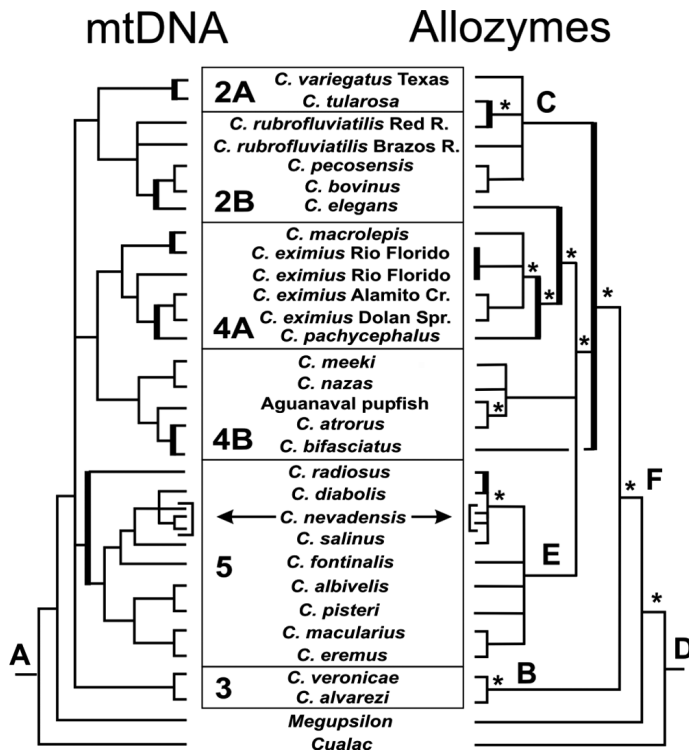 mtDNA Allozymes
2A C. variegatus Texas
C. tularosa * C
C. rubrofluviatilis Red R.
C. rubrofluviatilis Brazos R.
C. pecosensis
C. bovinus
2B C. elegans
C. macrolepis *
C. eximius Rio Florido *
C. eximius Rio Florido * *
C. eximius Alamito Cr. * *
C. eximius Dolan Spr. *
4A C. pachycephalus *
C. meeki
C. nazas
Aguanaval pupfish *
C. atrorus
4B C. bifasciatus
C. radiosus * F
C. diabolis *
C. nevadensis
C. salinus
5 C. fontinalis E
C. albivelis *
C. pisteri
C. macularius
A C. eremus D
3 C. veronicae * B
C. alvarezi
Megupsilon
Cualac